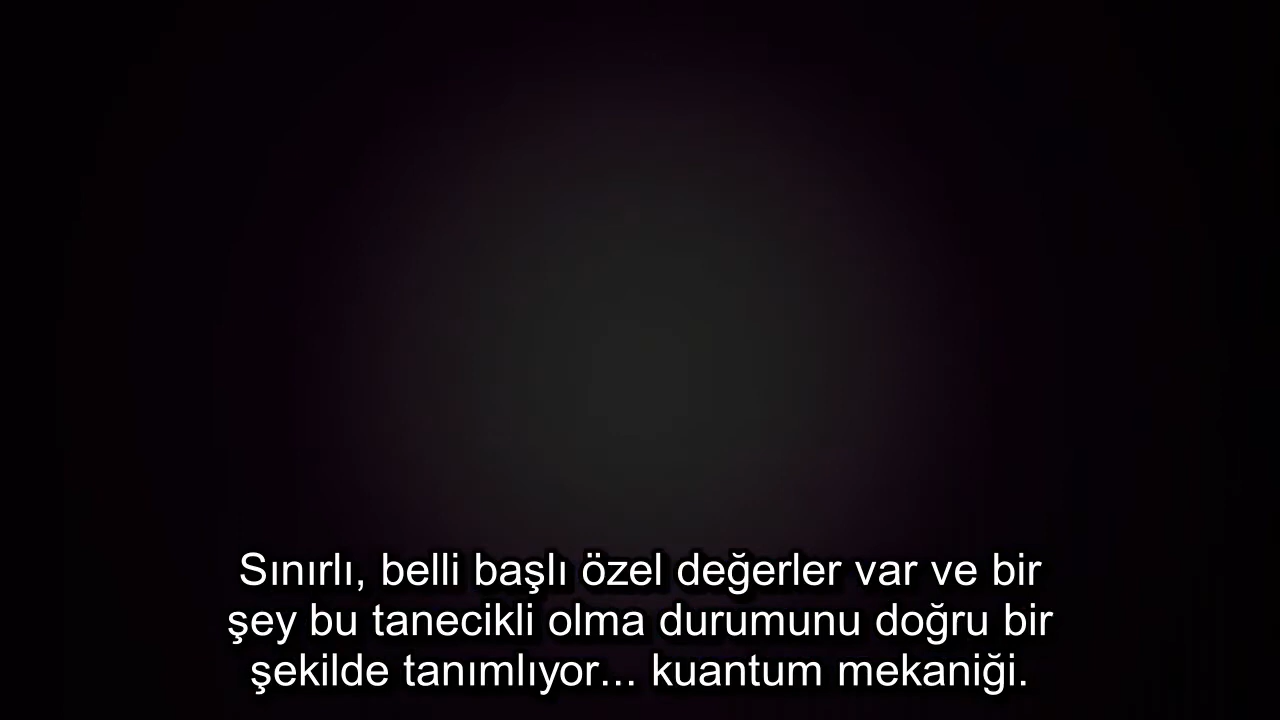 Sınırlı, belli başlı özel değerler var ve bir
şey bu tanecikli olma durumunu doğru bir
şekilde tanımlıyor... kuantum mekaniği.